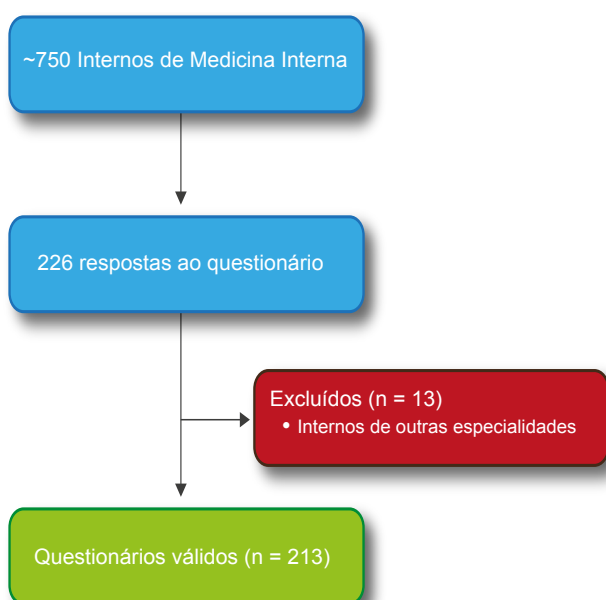 ~750 Internos de Medicina Interna
226 respostas ao questionário
Excluídos (n = 13)
• Internos de outras especialidades
Questionários válidos (n = 213)